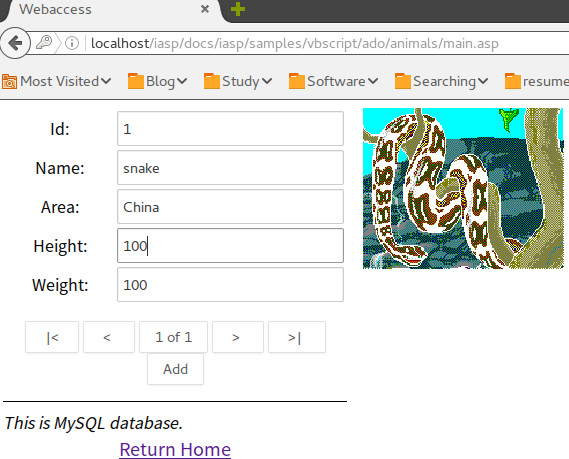 Webaccess
localhost/iasp/docs/iasp/samples/vbscript/ado/animals/main.asp
Most Visited Blog Study Software Searching resume
Id: 1
Name: snake
Area: China
Height: 100
Weight: 100
|< < 1 of 1 > >|
Add
This is MySQL database.
Return Home